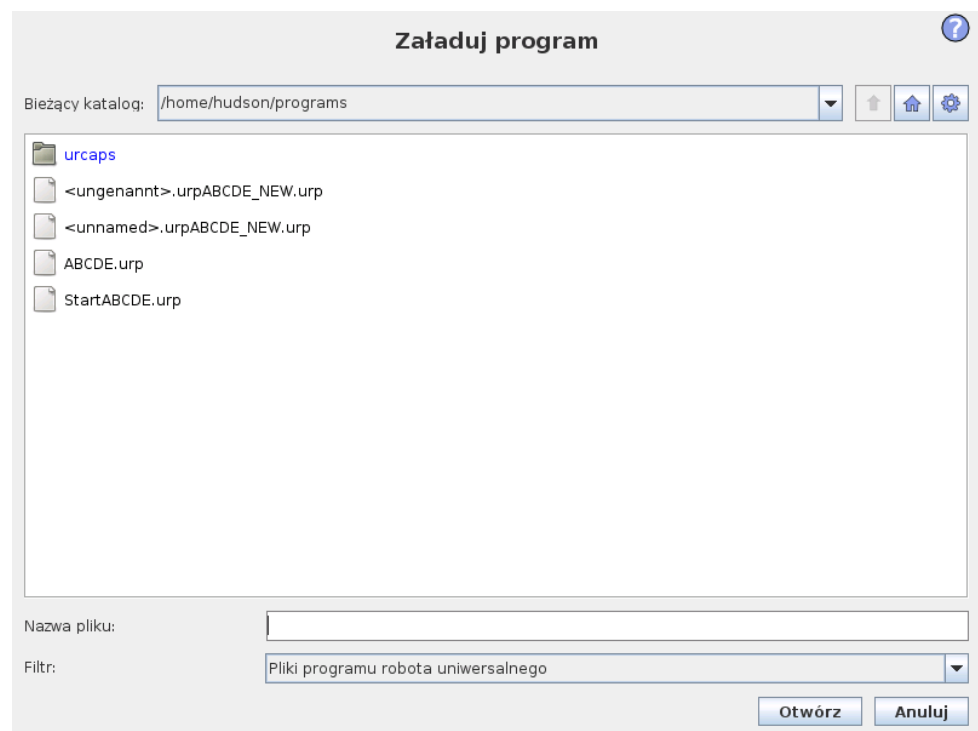 Załaduj program
?
Bieżący katalog: /home/hudson/programs
urcaps
<ungenannt>.urpABCDE_NEW.urp
<unnamed>.urpABCDE_NEW.urp
ABCDE.urp
StartABCDE.urp
Nazwa pliku:
Filtr: Pliki programu robota uniwersalnego
Otwórz Anuluj